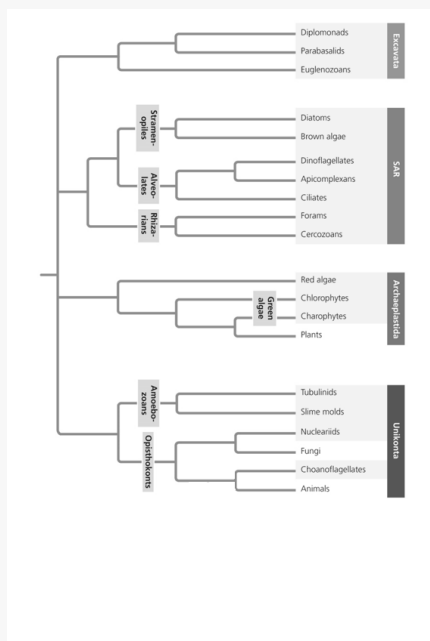 Diplomonads
Parabasalids
Euglenozoans
Excavata
Stramen-
opiles
Diatoms
Brown algae
Alveo-
lates
Dinoflagellates
Apicomplexans
Ciliates
Rhiza-
rians
Forams
Cercozoans
SAR
Red algae
Green
algae
Chlorophytes
Charophytes
Plants
Archaeplastida
Amoebo-
zoans
Tubulinids
Slime molds
Opisthokonts
Nucleariids
Fungi
Choanoflagellates
Animals
Unikonta